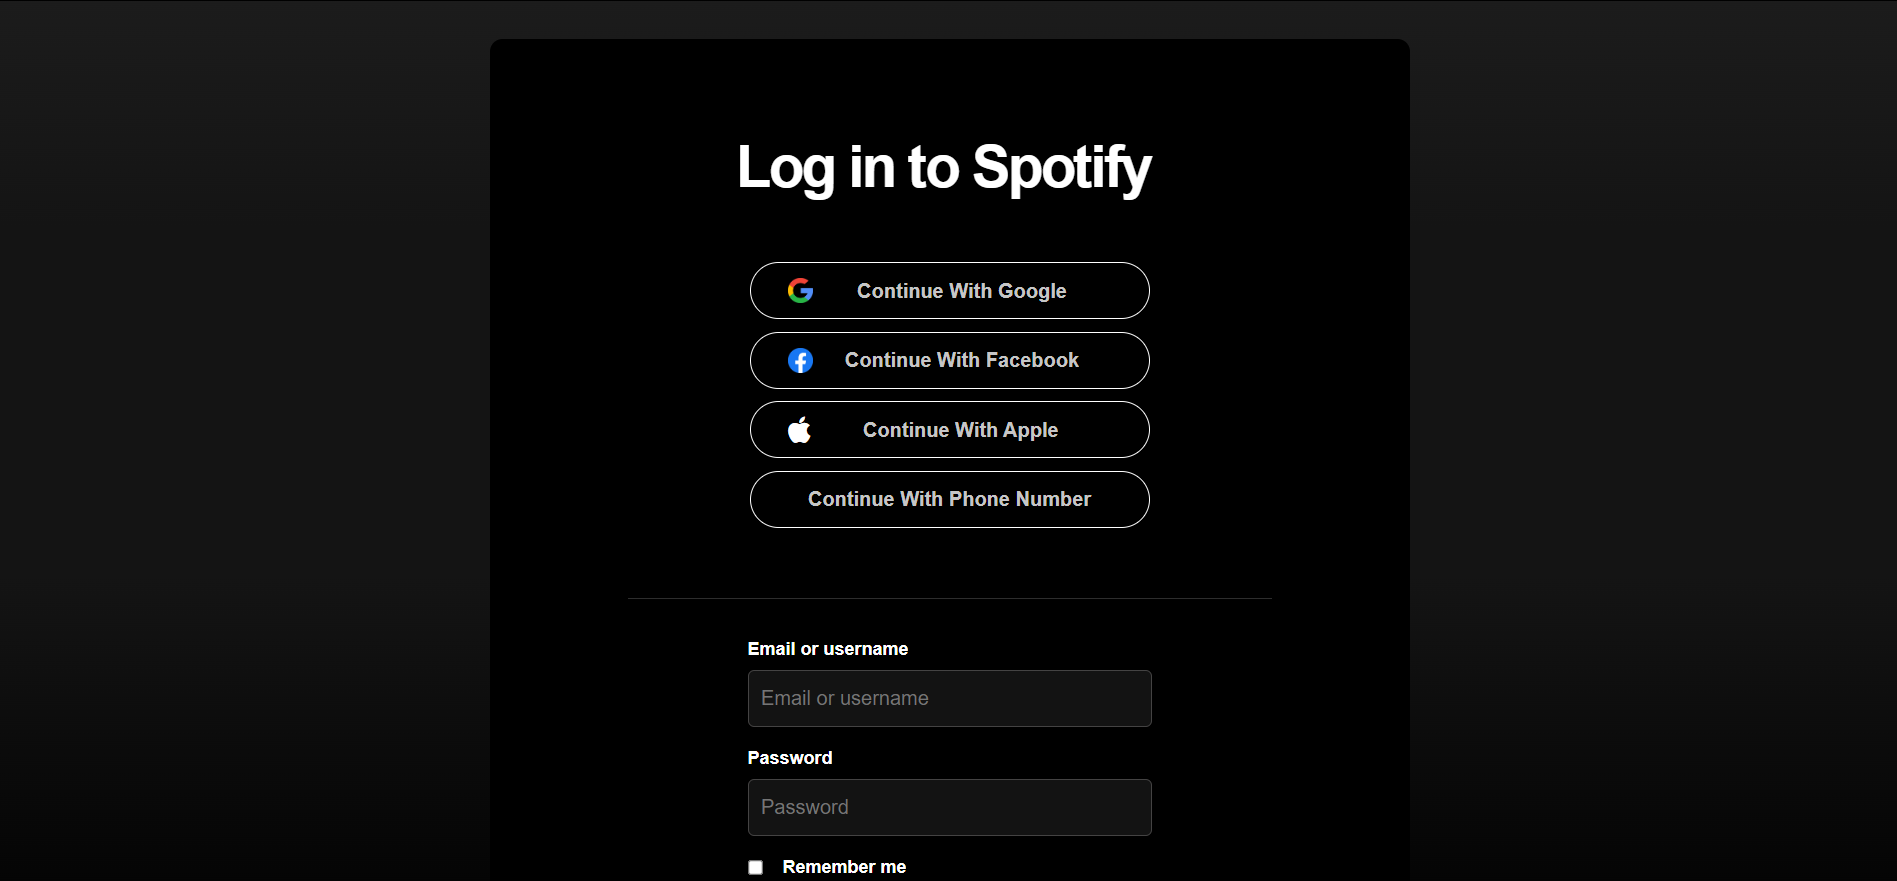 Log in to Spotify
Continue With Google
Continue With Facebook
Continue With Apple
Continue With Phone Number
Email or username
Email or username
Password
Password
Remember me